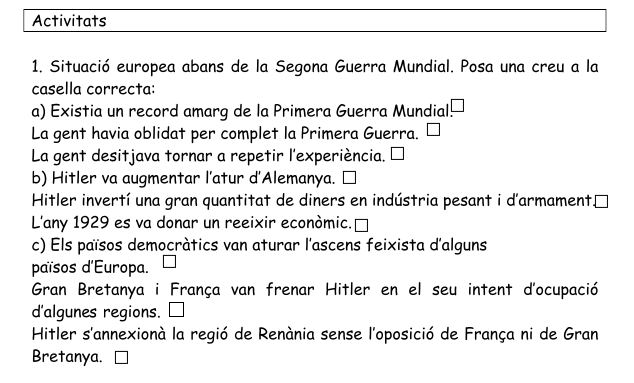 Activitats
1. Situació europea abans de la Segona Guerra Mundial. Posa una creu a la
casella correcta:
a) Existia un record amarg de la Primera Guerra Mundial.
La gent havia oblidat per complet la Primera Guerra.
La gent desitjava tornar a repetir l'experiència.
b) Hitler va augmentar l'atur d'Alemanya.
Hitler invertí una gran quantitat de diners en indústria pesant i d'armament.
L'any 1929 es va donar un reeixir econòmic.
c) Els països democràtics van aturar l'ascens feixista d'alguns
països d'Europa.
Gran Bretanya i França van frenar Hitler en el seu intent d'ocupació
d'algunes regions.
Hitler s'annexionà la regió de Renània sense l'oposició de França ni de Gran
Bretanya.